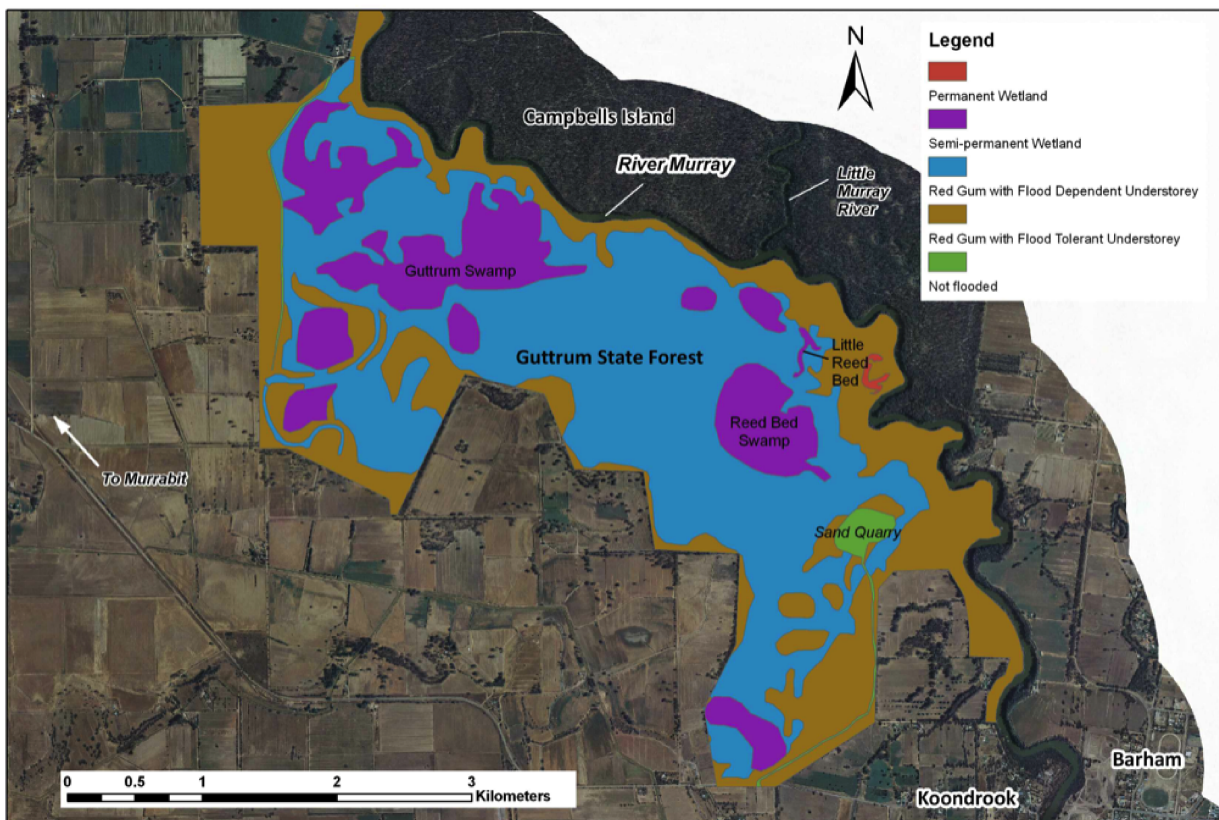 N
Legend
Permanent Wetland
Semi-permanent Wetland
Red Gum with Flood Dependent Understorey
Red Gum with Flood Tolerant Understorey
Not flooded
Campbells Island
River Murray
Little
Murray
River
Guttrum Swamp
Guttrum State Forest
Little
Reed
Bed
Reed Bed
Swamp
To Murrabit
Sand Quarry
Barham
Koondrook
0 0.5 1 2 3
Kilometers